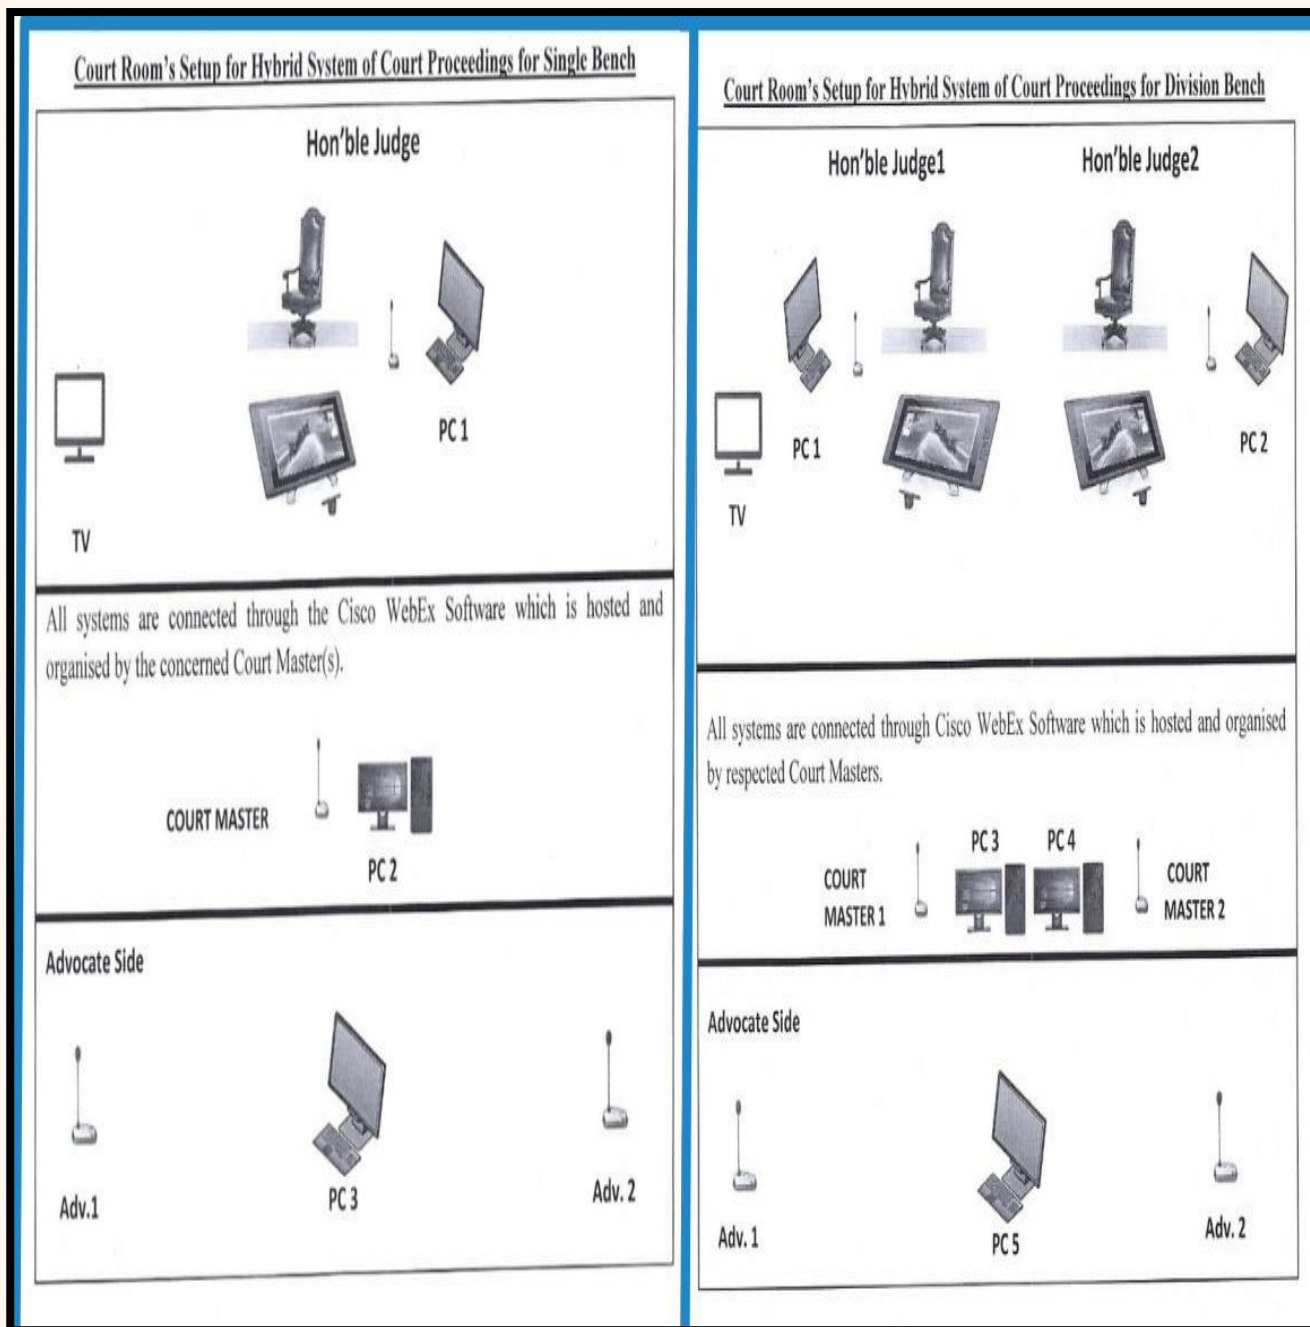 Court Room's Setup for Hybrid System of Court Proceedings for Single Bench
Hon'ble Judge
PC 1
TV
All systems are connected through the Cisco WebEx Software which is hosted and
organised by the concerned Court Master(s).
COURT MASTER
PC 2
Advocate Side
Adv.1
PC 3
Adv. 2
Court Room's Setup for Hybrid System of Court Proceedings for Division Bench
Hon'ble Judge1
Hon'ble Judge2
PC 1
PC 2
TV
All systems are connected through Cisco WebEx Software which is hosted and organised
by respected Court Masters.
PC 3
PC 4
COURT
MASTER 1
COURT
MASTER 2
Advocate Side
Adv. 1
PC 5
Adv. 2